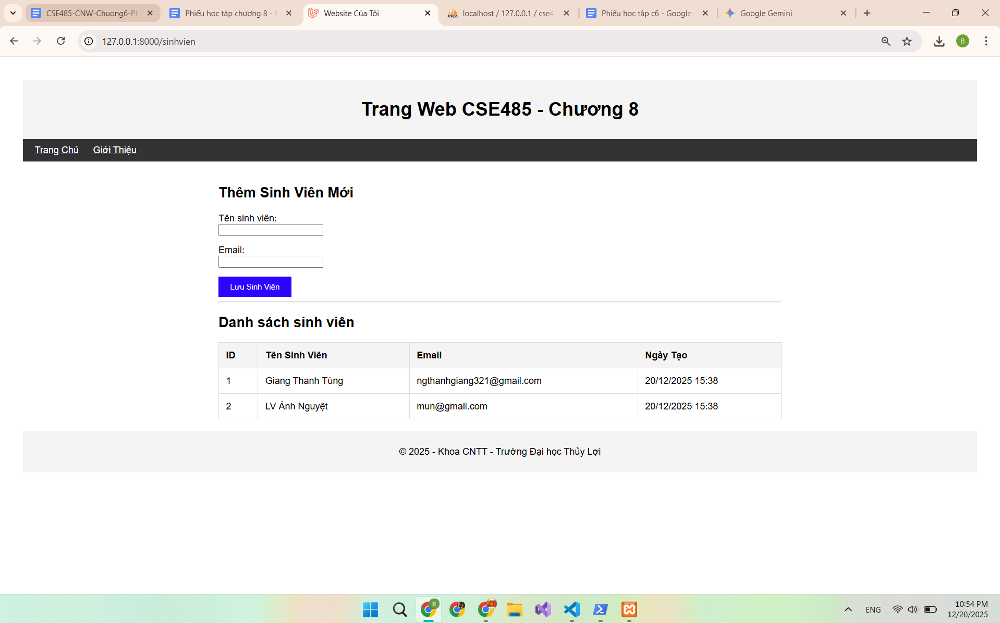 CSE485-CNW-Chuong6-PH
Phiếu học tập chương 8 - G
Website Của Tôi
localhost / 127.0.0.1 / cse48
Phiếu học tập c6 - Google
Google Gemini
127.0.0.1:8000/sinhvien
B
Trang Web CSE485 - Chương 8
Trang Chủ Giới Thiệu
Thêm Sinh Viên Mới
Tên sinh viên:
Email:
Lưu Sinh Viên
Danh sách sinh viên
ID Tên Sinh Viên Email Ngày Tạo
1 Giang Thanh Tùng ngthanhgiang321@gmail.com 20/12/2025 15:38
2 LV Ánh Nguyệt mun@gmail.com 20/12/2025 15:38
© 2025 - Khoa CNTT - Trường Đại học Thủy Lợi
ENG
10:54 PM
12/20/2025